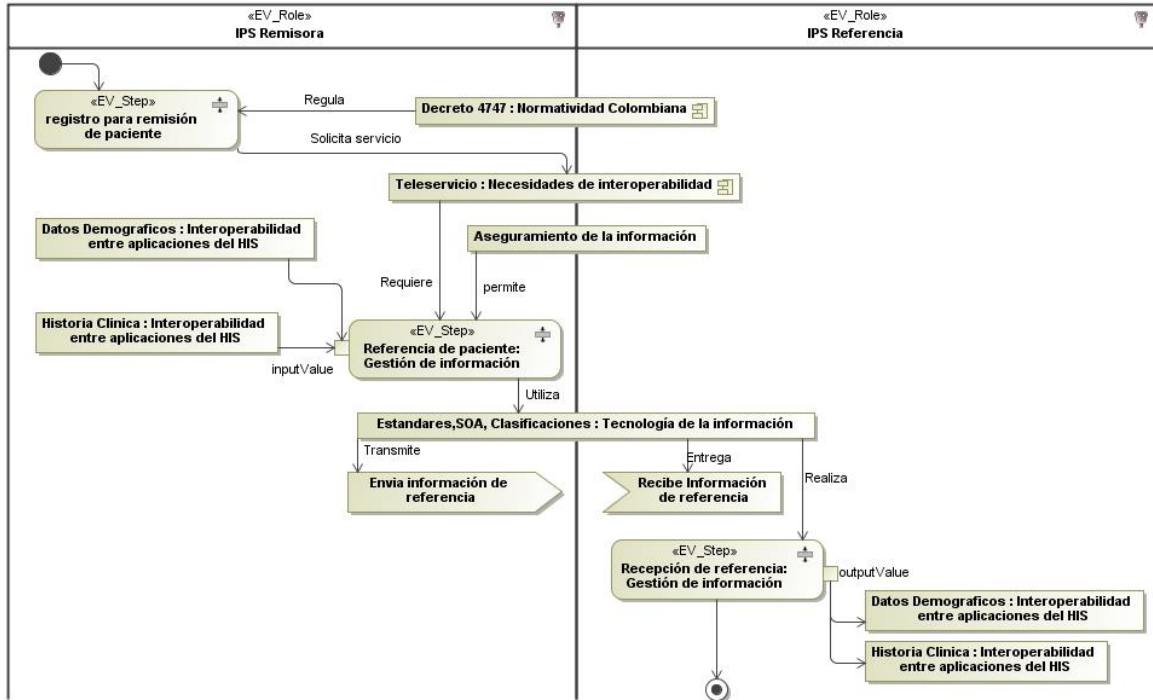 «EV_Role»
IPS Remisora
«EV_Role»
IPS Referencia
«EV_Step»
registro para remisión
de paciente
Regula
Decreto 4747 : Normatividad Colombiana
Solicita servicio
Teleservicio : Necesidades de interoperabilidad
Datos Demograficos : Interoperabilidad
entre aplicaciones del HIS
Aseguramiento de la información
Requiere
permite
Historia Clinica : Interoperabilidad
entre aplicaciones del HIS
inputValue
«EV_Step»
Referencia de paciente:
Gestión de información
Utiliza
Estandares,SOA, Clasificaciones : Tecnología de la información
Transmite
Entrega
Realiza
Envia información de
referencia
Recibe Información
de referencia
«EV_Step»
Recepción de referencia:
Gestión de información
outputValue
Datos Demograficos : Interoperabilidad
entre aplicaciones del HIS
Historia Clinica : Interoperabilidad
entre aplicaciones del HIS